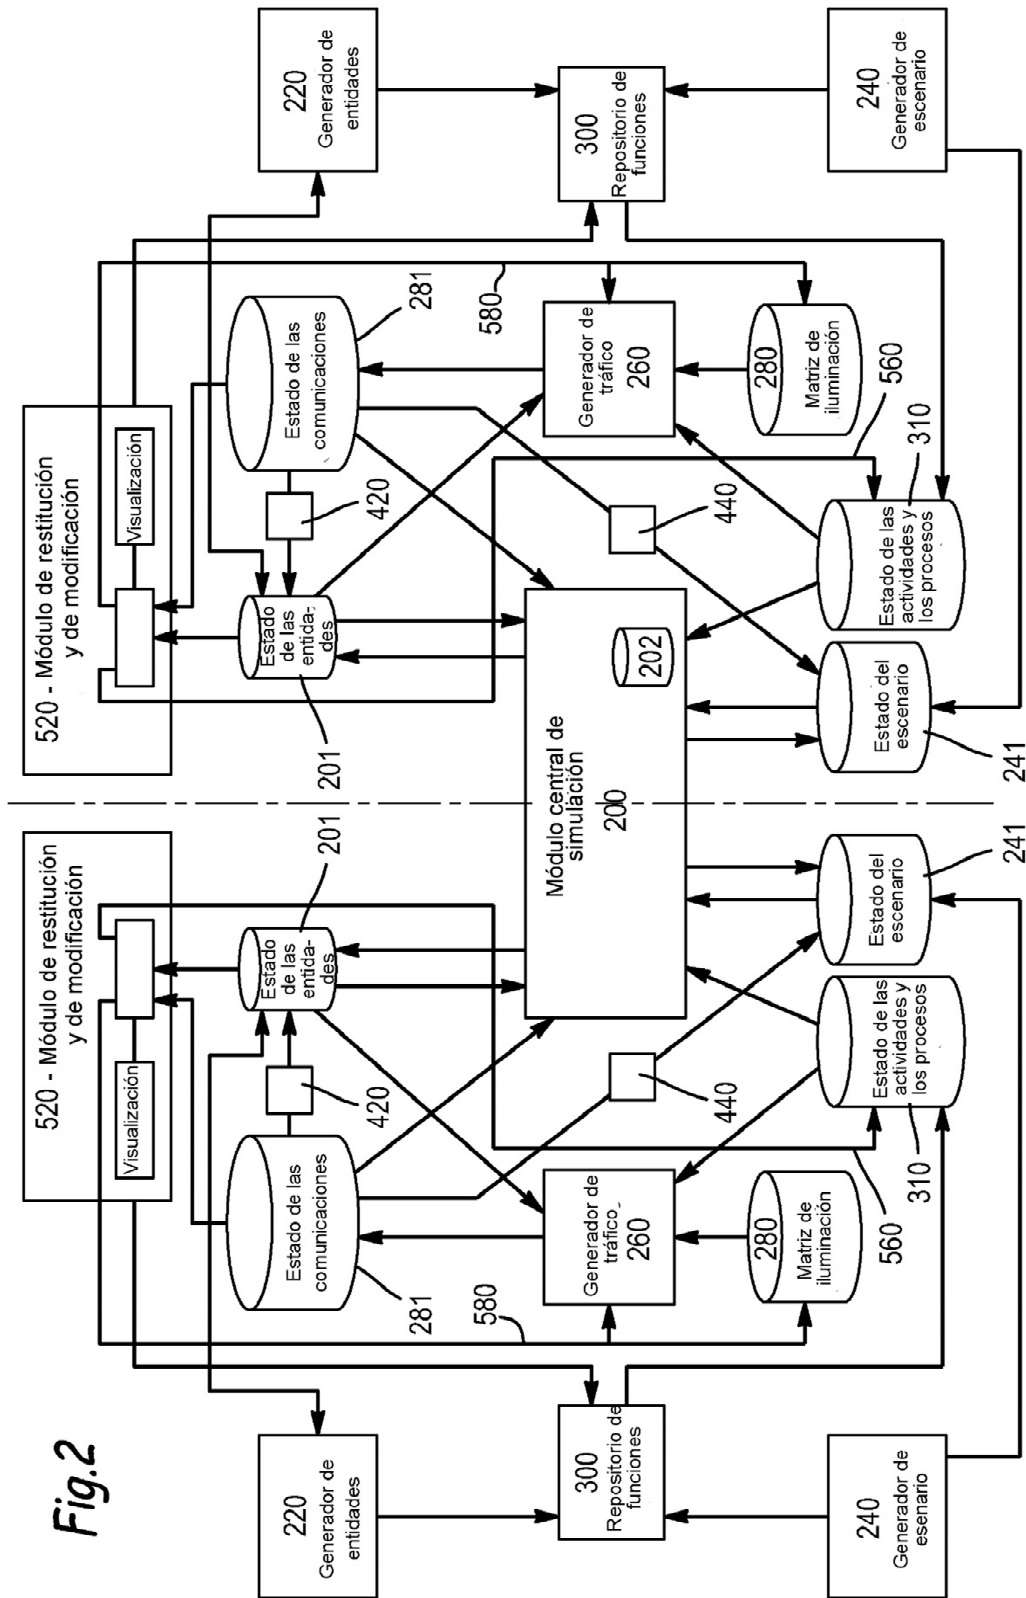 Fig.2
520 - Módulo de restitución
y de modificación
Visualización
220
Generador de
entidades
Estado de las
comunicaciones
281
420
Estado
de las
entida-
des
201
580
300
Repositorio de
funciones
Generador de
tráfico,
260
440
280
Matriz de
iluminación
560
240
Generador de
esenario
Estado de las
actividades y
los procesos
310
Estado del
escenario
241
Módulo central de
simulación
200
202
520 - Módulo de restitución
y de modificación
Visualización
201
Estado
de las
entida-
des
420
Estado de las
comunicaciones
281
220
Generador de
entidades
580
440
Generador de
tráfico
260
300
Repositorio de
funciones
280
Matriz de
iluminación
560
Estado del
escenario
241
Estado de las
actividades y
los procesos
310
240
Generador de
escenario